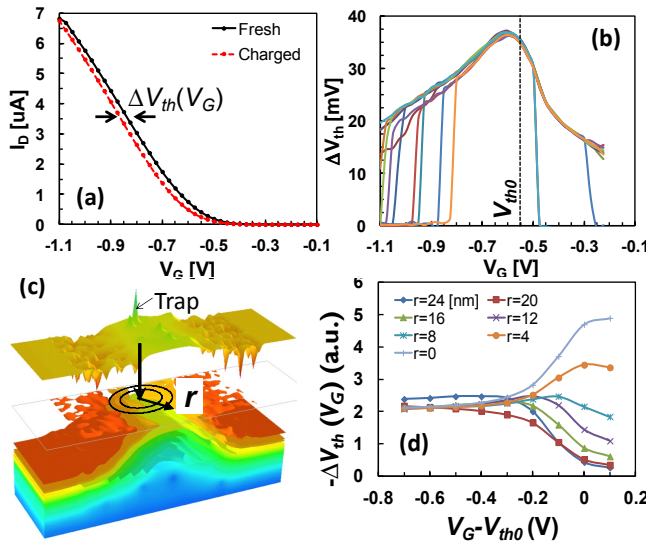 7
6
5
4
3
2
1
0
I_D [uA]
Fresh
Charged
ΔV_th(V_G)
(a)
-1.1 -0.9 -0.7 -0.5 -0.3 -0.1
V_G [V]
40
30
20
10
0
ΔV_th [mV]
(b)
V_th0
-1.1 -0.9 -0.7 -0.5 -0.3 -0.1
V_G [V]
(c)
Trap
r
6
5
4
3
2
1
0
-ΔV_th (V_G) (a.u.)
r=24 [nm] r=20
r=16 r=12
r=8 r=4
r=0
(d)
-0.8 -0.6 -0.4 -0.2 0 0.2
V_G-V_th0 (V)